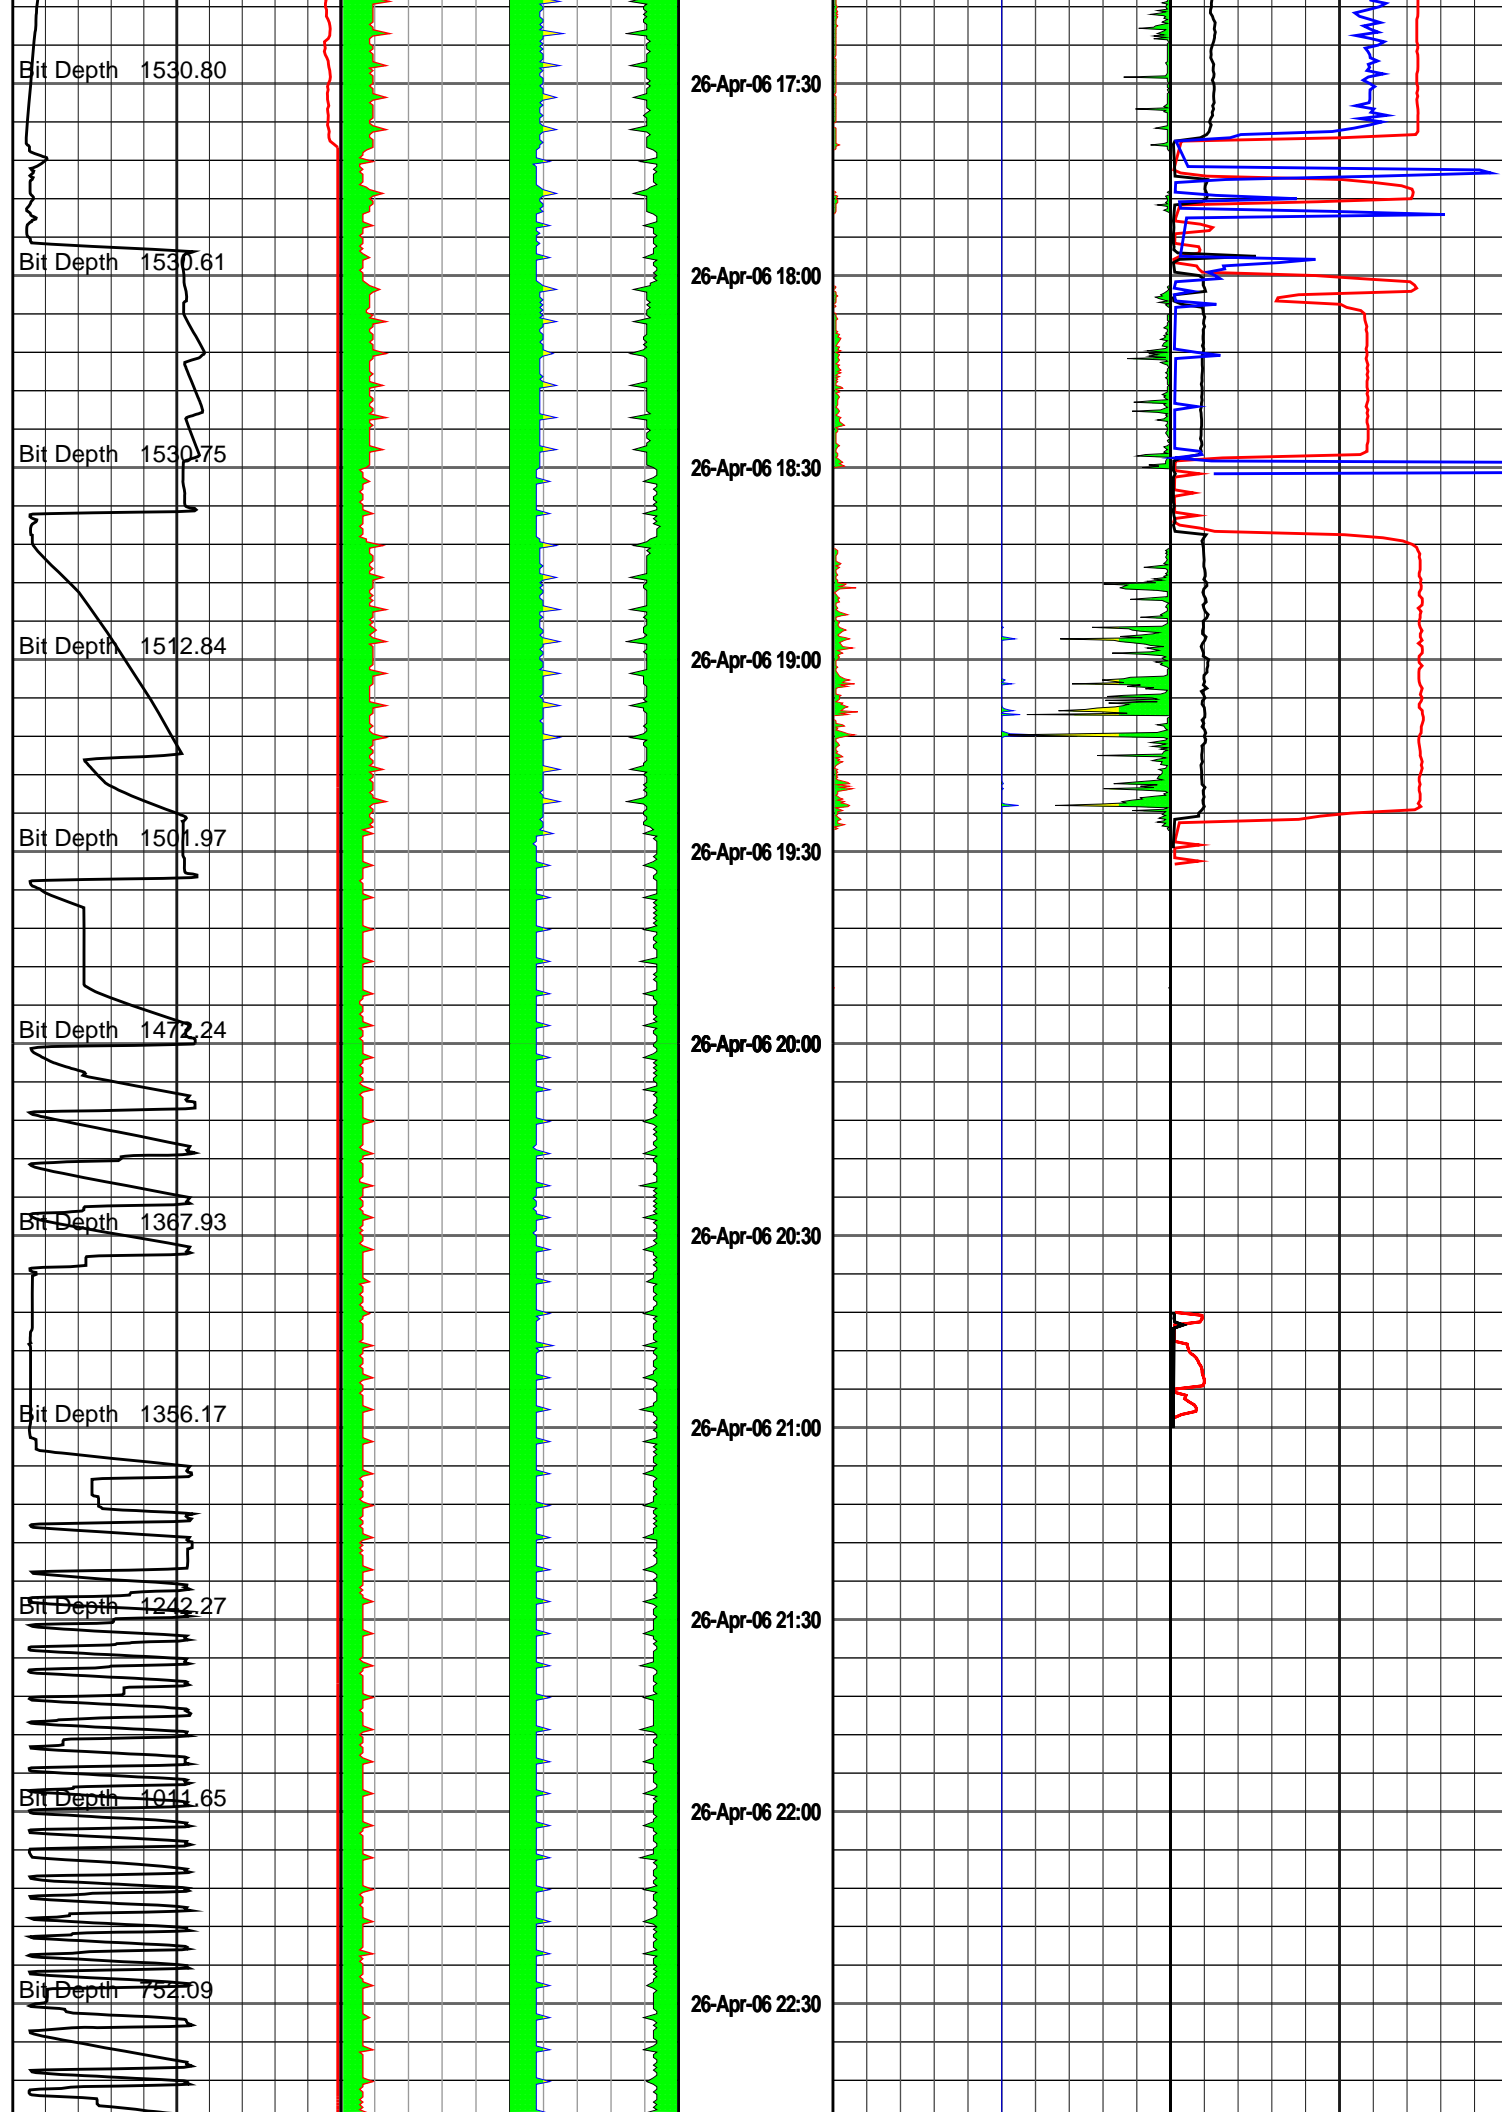 Bit Depth 1530.80
26-Apr-06 17:30
Bit Depth 1530.61
26-Apr-06 18:00
Bit Depth 1530.75
26-Apr-06 18:30
Bit Depth 1512.84
26-Apr-06 19:00
Bit Depth 1501.97
26-Apr-06 19:30
Bit Depth 1472.24
26-Apr-06 20:00
Bit Depth 1367.93
26-Apr-06 20:30
Bit Depth 1356.17
26-Apr-06 21:00
Bit Depth 1242.27
26-Apr-06 21:30
Bit Depth 1011.65
26-Apr-06 22:00
Bit Depth 752.09
26-Apr-06 22:30